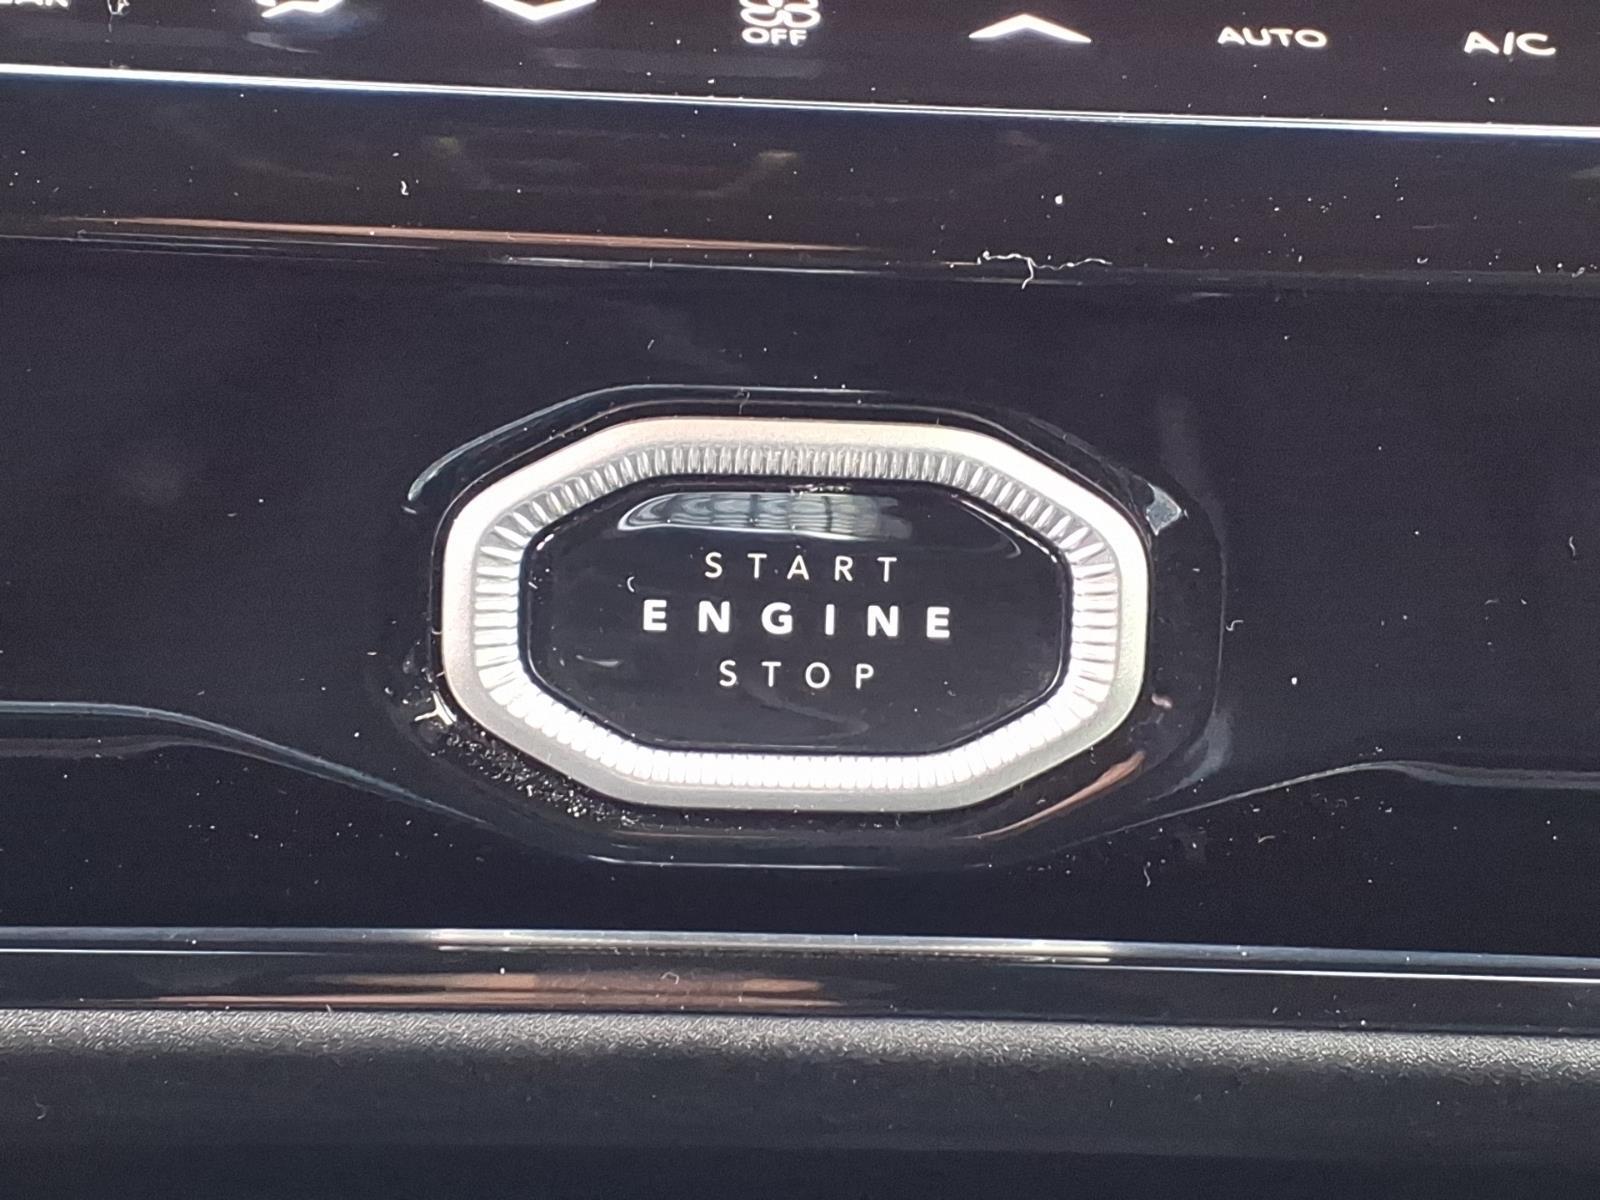 OFF
AUTO
A/C
START
ENGINE
STOP